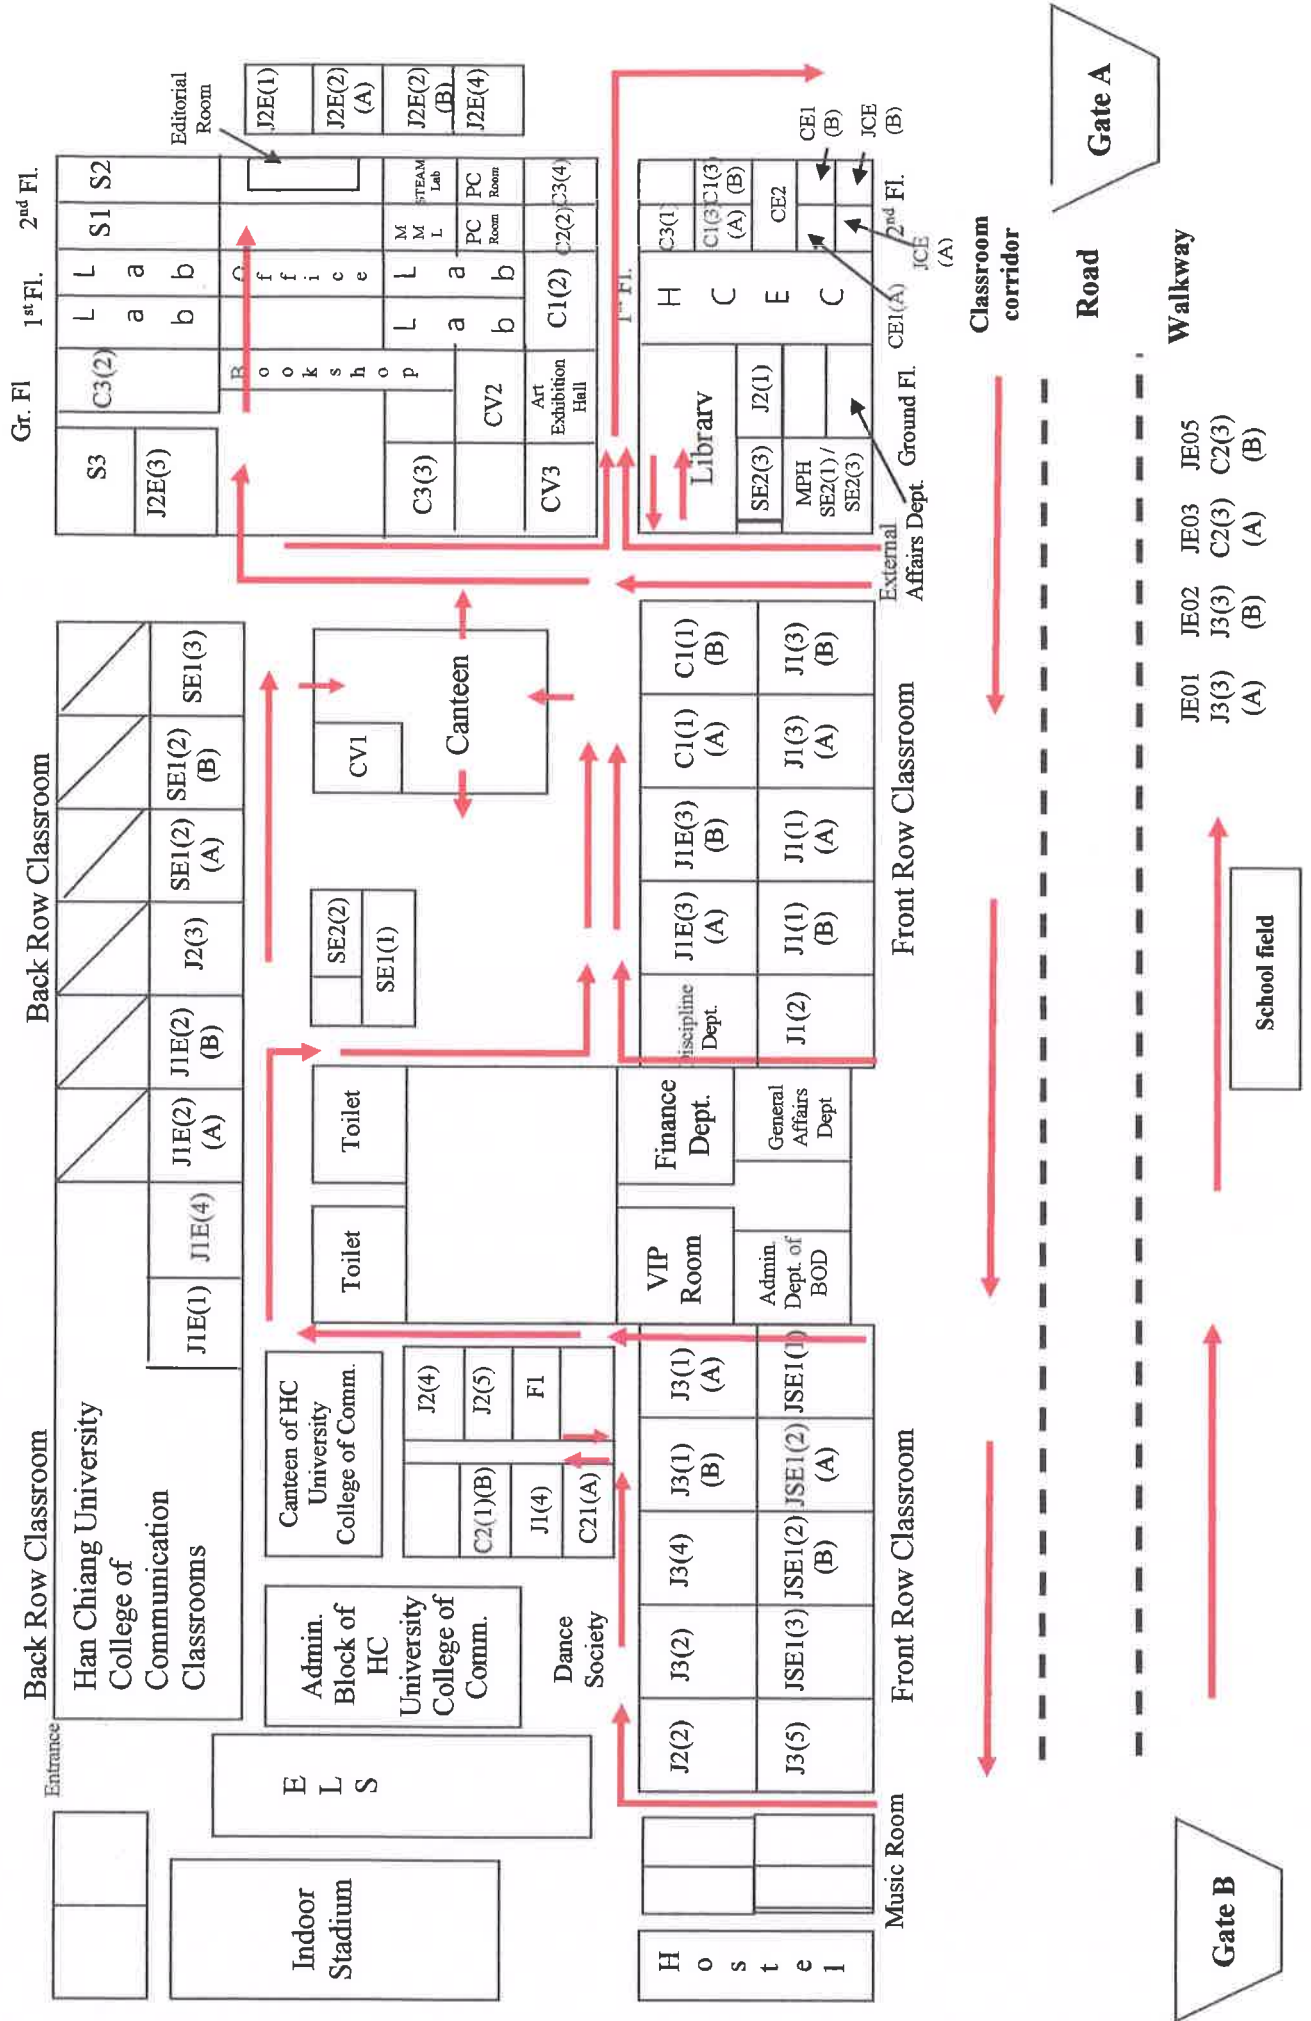 Back Row Classroom
Back Row Classroom
Gr. Fl
1st Fl.
2nd Fl.
Entrance
Han Chiang University
College of
Communication
Classrooms
J1E(1)
J1E(4)
J1E(2)
(A)
J1E(2)
(B)
J2(3)
SE1(2)
(A)
SE1(2)
(B)
SE1(3)
S3
J2E(3)
C3(2)
Lab
Lab
S1
S2
Editorial
Room
Bookshop
Office
J2E(1)
J2E(2)
(A)
J2E(2)
(B)
J2E(4)
C3(3)
Lab
Lab
MML
STEAM
Lab
CV2
PC
Room
PC
Room
CV3
Art
Exhibition
Hall
C1(2)
C2(2)
C3(4)
Indoor
Stadium
ELS
Admin.
Block of
HC
University
College of
Comm.
Canteen of HC
University
College of Comm.
Toilet
Toilet
SE2(2)
SE1(1)
CV1
Canteen
Dance
Society
C2(1)(B)
J1(4)
C21(A)
J2(4)
J2(5)
F1
VIP
Room
Finance
Dept.
Admin
Dept. of
BOD
General
Affairs
Dept
Hostel
Music Room
J2(2)
J3(2)
J3(4)
J3(1)
(B)
J3(1)
(A)
J3(5)
JSE1(3)
JSE1(2)
(B)
JSE1(2)
(A)
JSE1(1)
Discipline
Dept.
J1E(3)
(A)
J1E(3)
(B)
C1(1)
(A)
C1(1)
(B)
J1(2)
J1(1)
(B)
J1(1)
(A)
J1(3)
(A)
J1(3)
(B)
Front Row Classroom
Front Row Classroom
1st Fl.
Library
SE2(3)
J2(1)
MPH
SE2(1)/
SE2(3)
HCEC
C3(1)
C1(3)
(A)
C1(3)
(B)
CE2
CE1
(B)
JCE
(B)
External
Affairs Dept.
Ground Fl.
CE1(A)
JCE
(A)
2nd Fl.
Classroom
corridor
Road
Gate A
Walkway
JE01
J3(3)
(A)
JE02
J3(3)
(B)
JE03
C2(3)
(A)
JE05
C2(3)
(B)
School field
Gate B